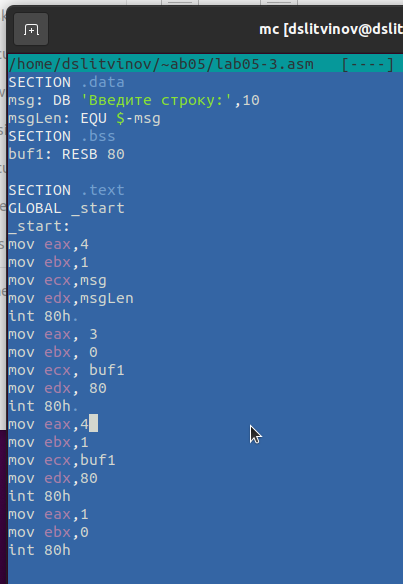 mc [dslitvinov@dslit
/home/dslitvinov/~ab05/lab05-3.asm   [----]
SECTION .data
msg: DB 'Введите строку:',10
msgLen: EQU $-msg
SECTION .bss
buf1: RESB 80
SECTION .text
GLOBAL _start
_start:
mov eax,4
mov ebx,1
mov ecx,msg
mov edx,msgLen
int 80h.
mov eax, 3
mov ebx, 0
mov ecx, buf1
mov edx, 80
int 80h.
mov eax,4
mov ebx,1
mov ecx,buf1
mov edx,80
int 80h
mov eax,1
mov ebx,0
int 80h